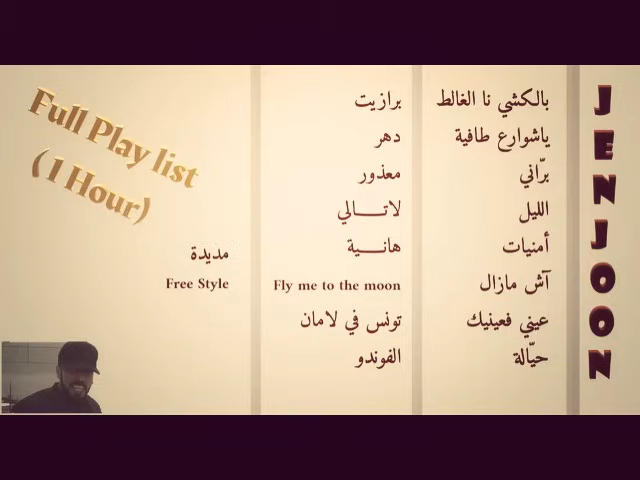 JENJOON
Full Play list
(1 Hour)
بالكشي نا الغالط
ياشوارع طافية
برّاني
الليل
أمنيات
آش مازال
عيني فعينيك
حيّالة
برازيت
دهر
معذور
لاتـــالي
هانـــية
Fly me to the moon
تونس في لامان
الفوندو
مديدة
Free Style